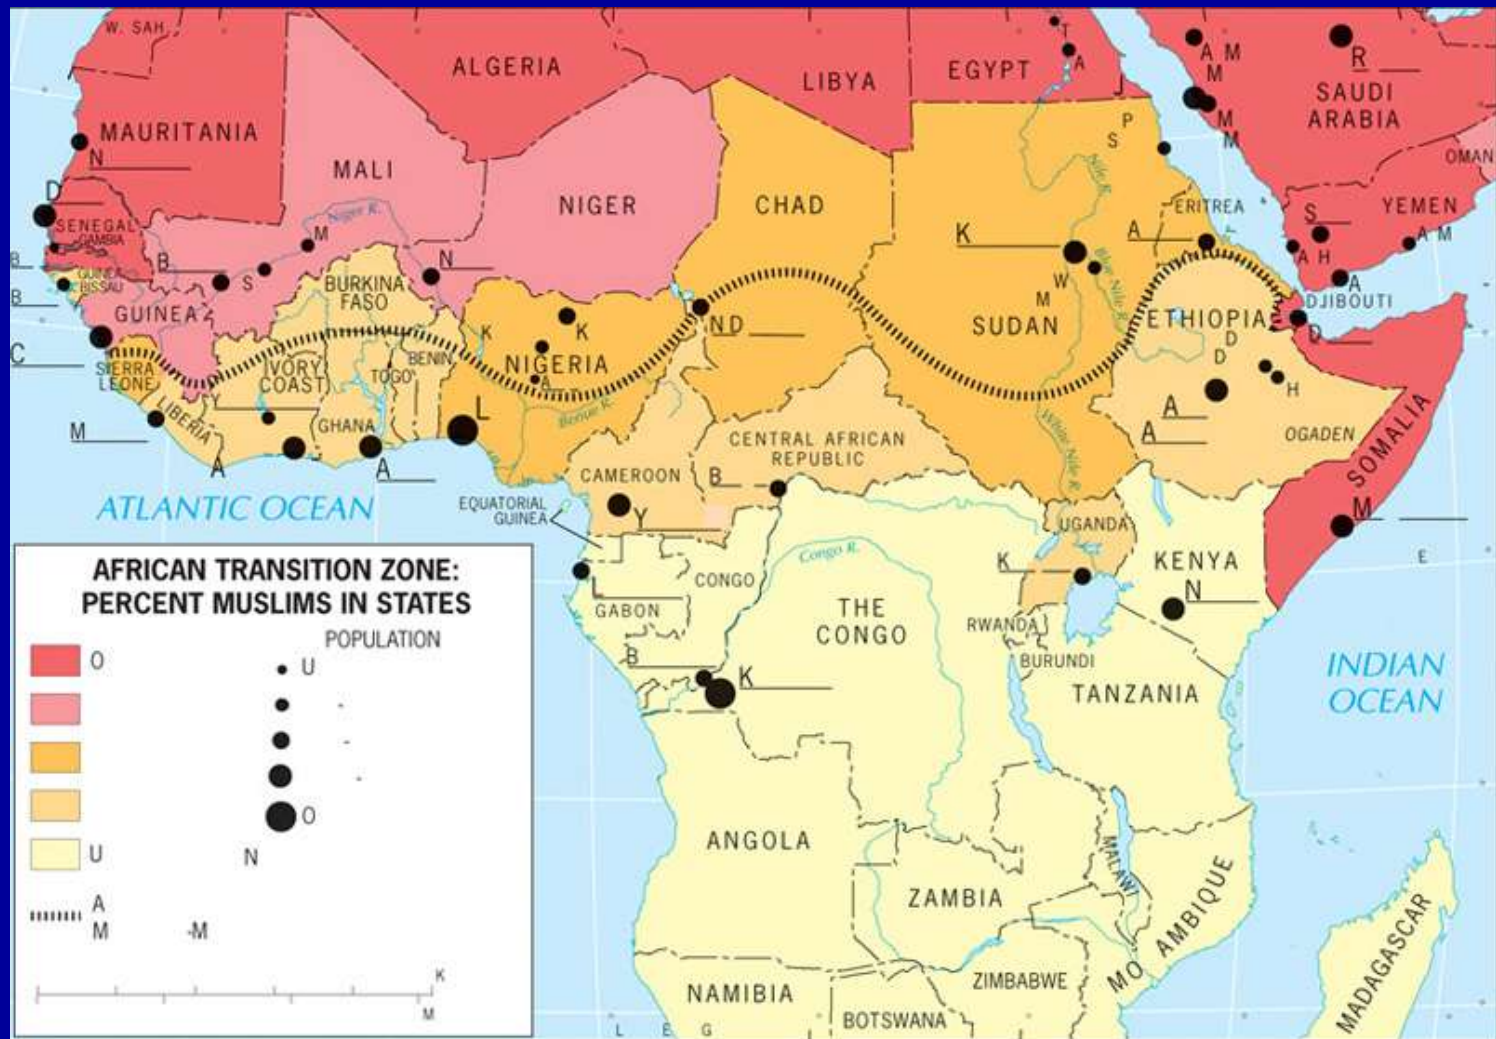 W. SAH.
ALGERIA
LIBYA
EGYPT
T
A
A M
M
R
SAUDI
ARABIA
J
M
M
MAURITANIA
N
MALI
NIGER
CHAD
P
S
Nile R.
OMAN
D
SENEGAL
GAMBIA
Niger R.
M
B
S
N
K
A
ERITREA
S
YEMEN
A M
A H
A
B
GUINEA
BISSAU
B
GUINEA
BURKINA
FASO
W
M
Blue Nile R.
DJIBOUTI
D
C
SIERRA
LEONE
K
K
NIGERIA
A
N D
SUDAN
ETHIOPIA
D
D
H
IVORY
COAST
Y
BENIN
TOGO
GHANA
LIBERIA
M
A
A
L
Benue R.
White Nile R.
A
A
OGADEN
SOMALIA
M
CENTRAL AFRICAN
REPUBLIC
B
CAMEROON
Y
EQUATORIAL
GUINEA
ATLANTIC OCEAN
UGANDA
K
KENYA
N
E
L
GABON
CONGO
Congo R.
THE
CONGO
RWANDA
BURUNDI
B
K
TANZANIA
INDIAN
OCEAN
ANGOLA
ZAMBIA
MALAWI
MO AMBIQUE
MADAGASCAR
NAMIBIA
BOTSWANA
ZIMBABWE
L E G
AFRICAN TRANSITION ZONE:
PERCENT MUSLIMS IN STATES
POPULATION
O
U
O
U
N
A
M -M
K
M